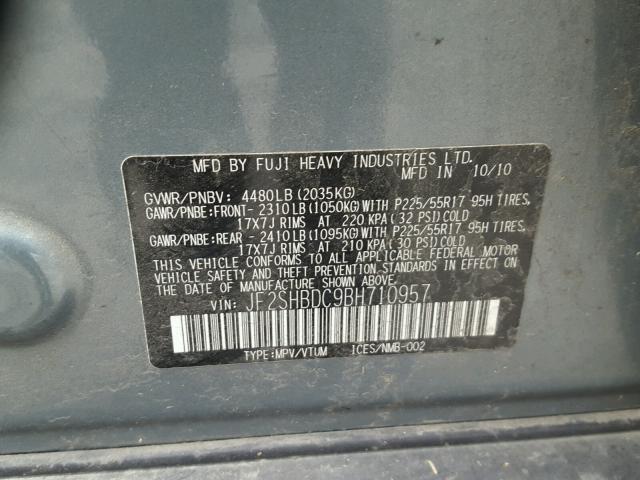 MFD BY FUJI HEAVY INDUSTRIES LTD.
MFD IN 10/10
GVWR/PNBV: 4480LB(2035KG)
GAWR/PNBE:FRONT- 2310LB(1050KG)WITH P225/55R17 95H TIRES,
17X7J RIMS AT 220 KPA(32 PSI)COLD
GAWR/PNBE:REAR - 2410LB(1095KG)WITH P225/55R17 95H TIRES,
17X7J RIMS AT 210 KPA(30 PSI)COLD
THIS VEHICLE CONFORMS TO ALL APPLICABLE FEDERAL MOTOR
VEHICLE SAFETY AND THEFT PREVENTION STANDARDS IN EFFECT ON THE
DATE OF MANUFACTURE SHOWN ABOVE.
VIN: JF2SHBDC9BH710957
TYPE:MPV/VTUM ICES/NMB-002